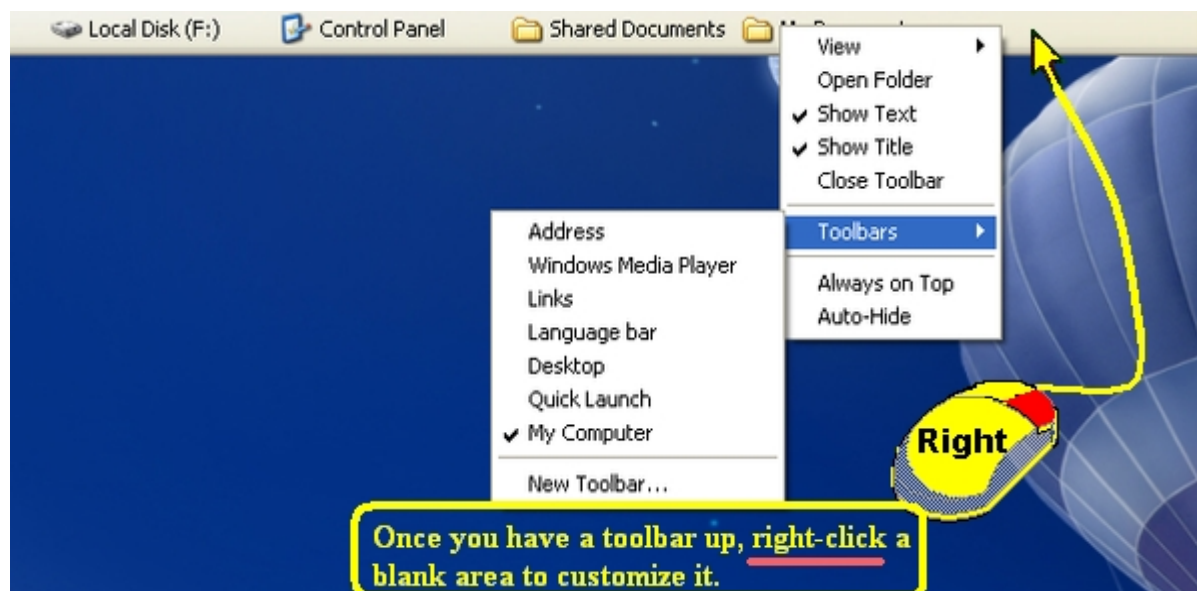 Local Disk (F:) Control Panel Shared Documents
View
Open Folder
Show Text
Show Title
Close Toolbar
Toolbars
Always on Top
Auto-Hide
Address
Windows Media Player
Links
Language bar
Desktop
Quick Launch
My Computer
New Toolbar...
Right
Once you have a toolbar up, right-click a
blank area to customize it.